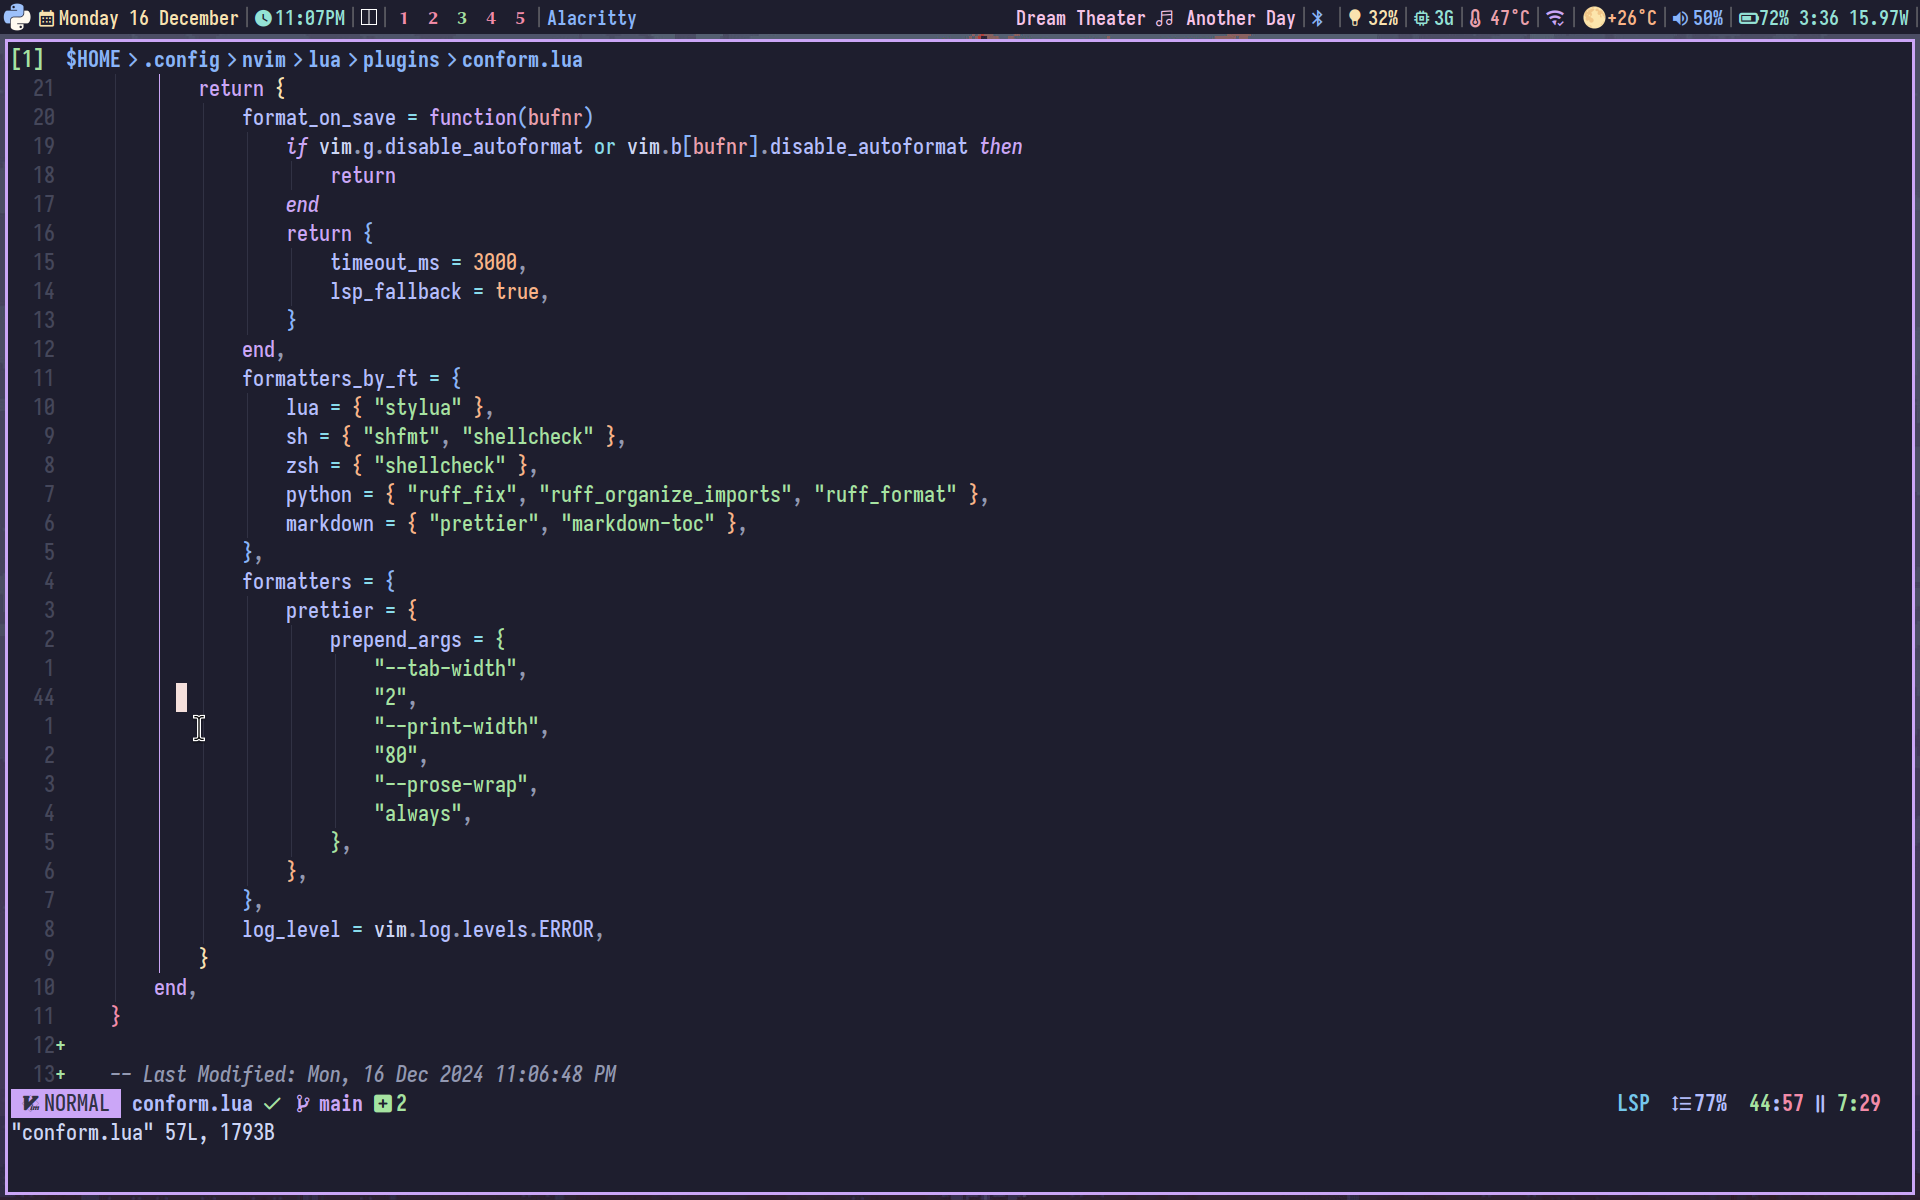 Monday 16 December 11:07PM 1 2 3 4 5 Alacritty Dream Theater Another Day 32% 3G 47°C +26°C 50% 72% 3:36 15.97W
[1] $HOME > .config > nvim > lua > plugins > conform.lua
21 return {
20 format_on_save = function(bufnr)
19 if vim.g.disable_autoformat or vim.b[bufnr].disable_autoformat then
18 return
17 end
16 return {
15 timeout_ms = 3000,
14 lsp_fallback = true,
13 }
12 end,
11 formatters_by_ft = {
10 lua = { "stylua" },
9 sh = { "shfmt", "shellcheck" },
8 zsh = { "shellcheck" },
7 python = { "ruff_fix", "ruff_organize_imports", "ruff_format" },
6 markdown = { "prettier", "markdown-toc" },
5 },
4 formatters = {
3 prettier = {
2 prepend_args = {
1 "--tab-width",
44 "2",
1 "--print-width",
2 "80",
3 "--prose-wrap",
4 "always",
5 },
6 },
7 },
8 log_level = vim.log.levels.ERROR,
9 }
10 end,
11 }
12+
13+ -- Last Modified: Mon, 16 Dec 2024 11:06:48 PM
NORMAL conform.lua ✓ main + 2 LSP 77% 44:57 || 7:29
"conform.lua" 57L, 1793B